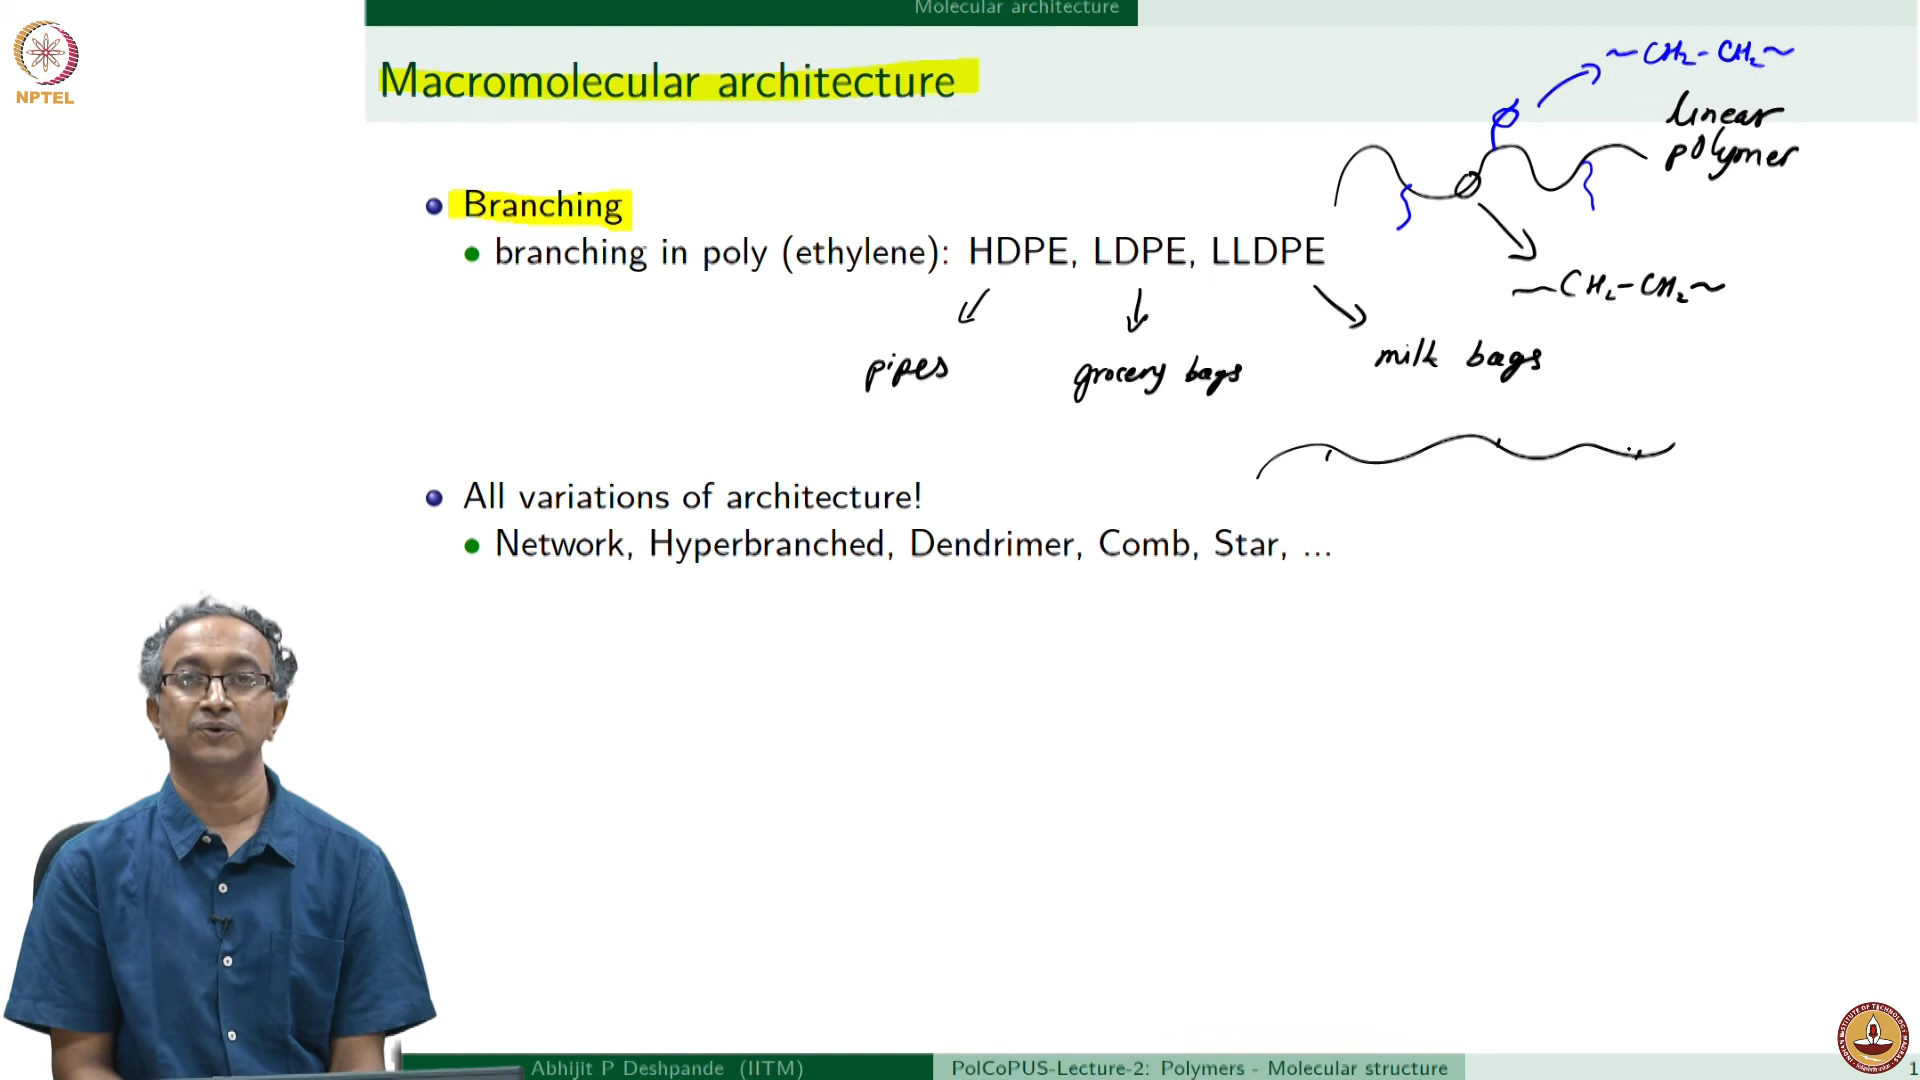 Molecular architecture
NPTEL
Macromolecular architecture
~CH2-CH2~
linear
polymer
Branching
branching in poly (ethylene): HDPE, LDPE, LLDPE
~CH2-CH2~
pipes
grocery bags
milk bags
All variations of architecture!
Network, Hyperbranched, Dendrimer, Comb, Star, ...
Abhijit P Deshpande (IITM)
PolCoPUS-Lecture-2: Polymers - Molecular structure
1